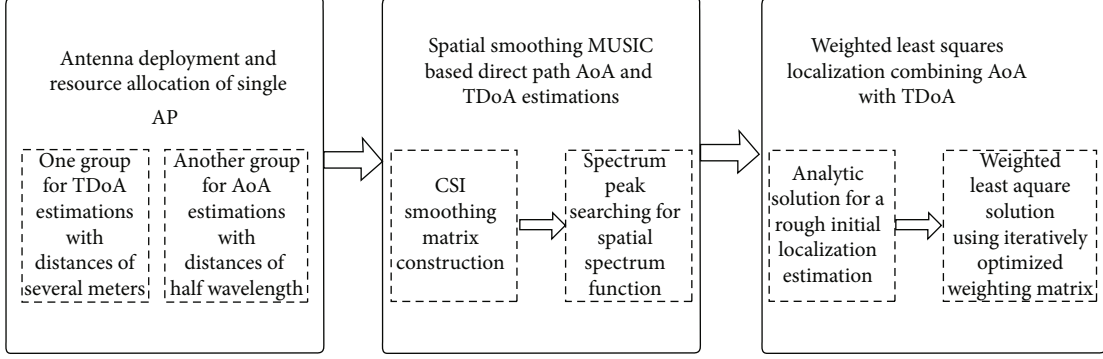 Antenna deployment and
resource allocation of single
AP
One group
for TDoA
estimations
with
distances of
several meters
Another group
for AoA
estimations
with
distances of
half wavelength
Spatial smoothing MUSIC
based direct path AoA and
TDoA estimations
CSI
smoothing
matrix
construction
Spectrum
peak
searching for
spatial
spectrum
function
Weighted least squares
localization combining AoA
with TDoA
Analytic
solution for a
rough initial
localization
estimation
Weighted
least aquare
solution
using iteratively
optimized
weighting matrix